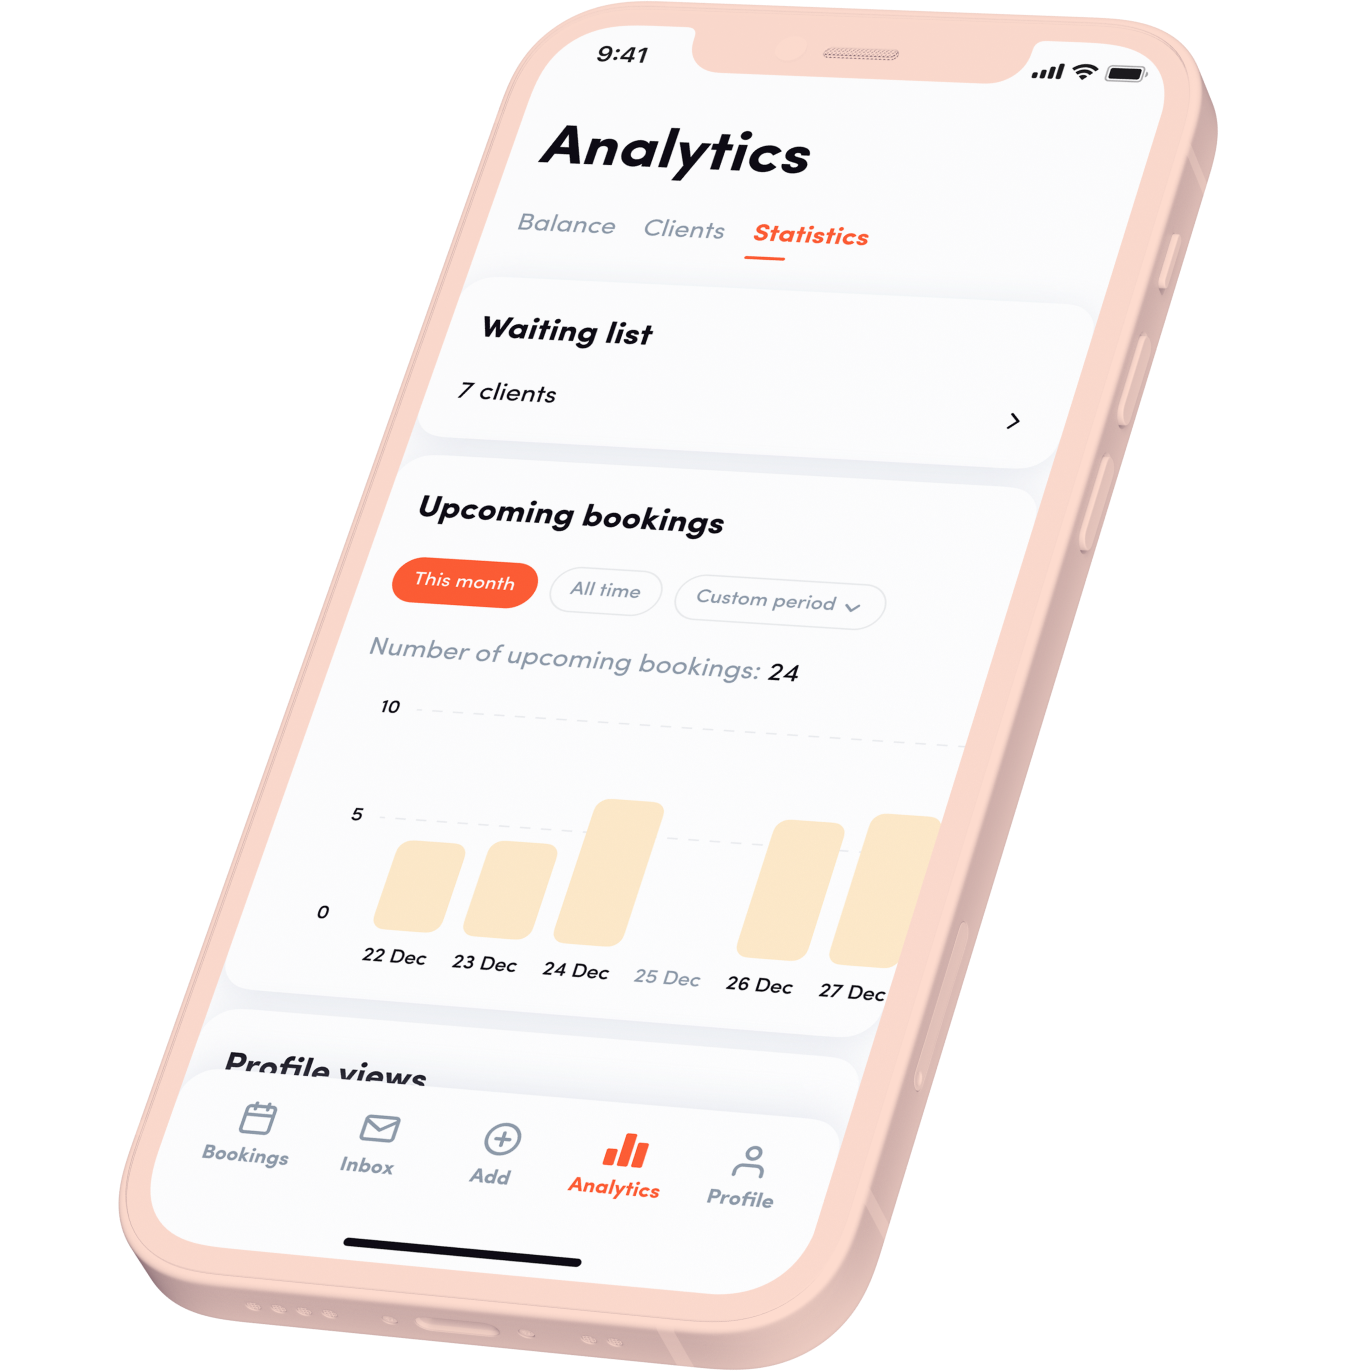 9:41
Analytics
Balance Clients Statistics
Waiting list
7 clients
Upcoming bookings
This month All time Custom period
Number of upcoming bookings: 24
10
5
0
22 Dec 23 Dec 24 Dec 25 Dec 26 Dec 27 Dec
Profile views
Bookings Inbox Add Analytics Profile